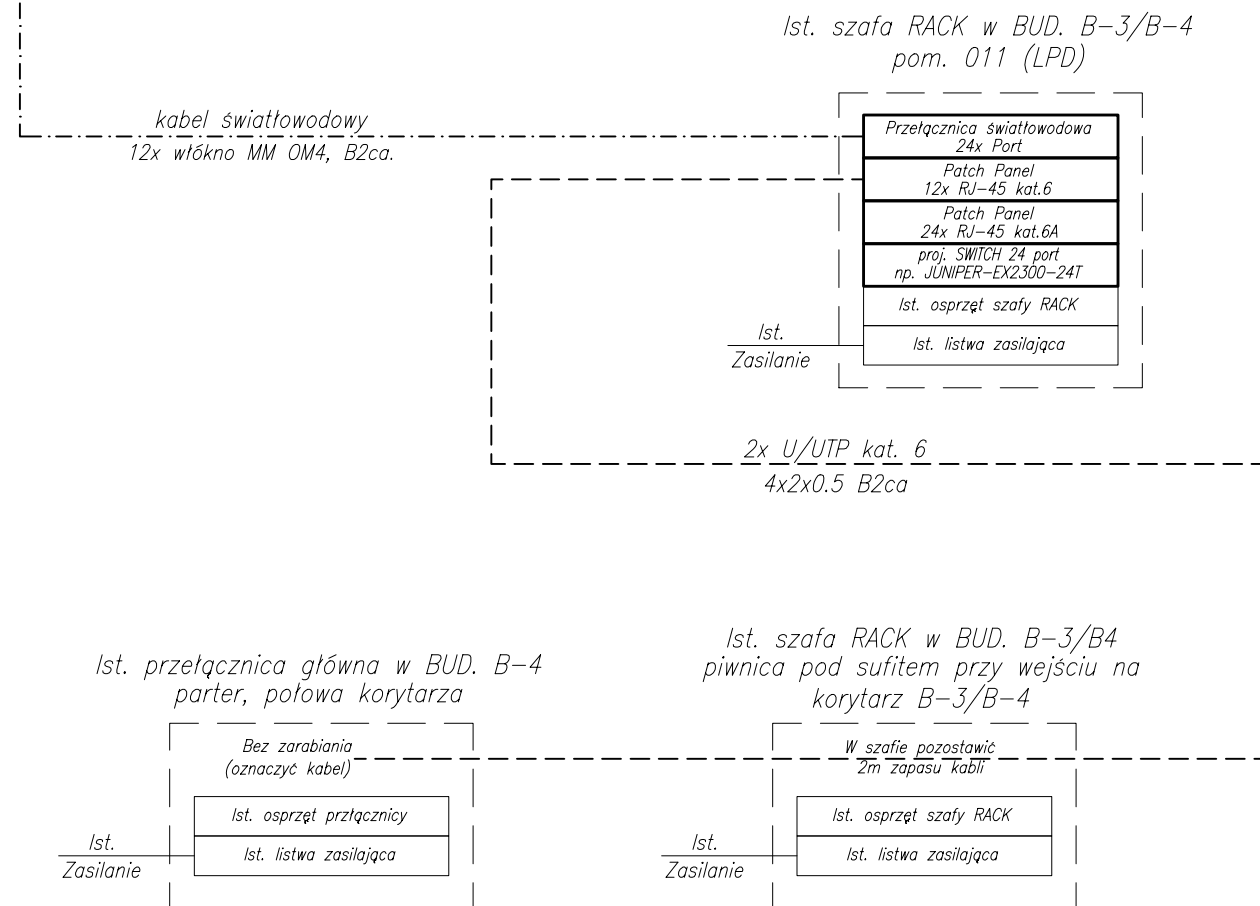 Ist. szafa RACK w BUD. B-3/B-4
pom. 011 (LPD)
kabel światłowodowy
12x włókno MM OM4, B2ca.
Przełącznica światłowodowa
24x Port
Patch Panel
12x RJ-45 kat.6
Patch Panel
24x RJ-45 kat.6A
proj. SWITCH 24 port
np. JUNIPER-EX2300-24T
Ist. osprzęt szafy RACK
Ist. listwa zasilająca
Ist.
Zasilanie
2x U/UTP kat. 6
4x2x0.5 B2ca
Ist. przełącznica główna w BUD. B-4
parter, połowa korytarza
Bez zarabiania
(oznaczyć kabel)
Ist. osprzęt przłącznicy
Ist. listwa zasilająca
Ist.
Zasilanie
Ist. szafa RACK w BUD. B-3/B4
piwnica pod sufitem przy wejściu na
korytarz B-3/B-4
W szafie pozostawić
2m zapasu kabli
Ist. osprzęt szafy RACK
Ist. listwa zasilająca
Ist.
Zasilanie